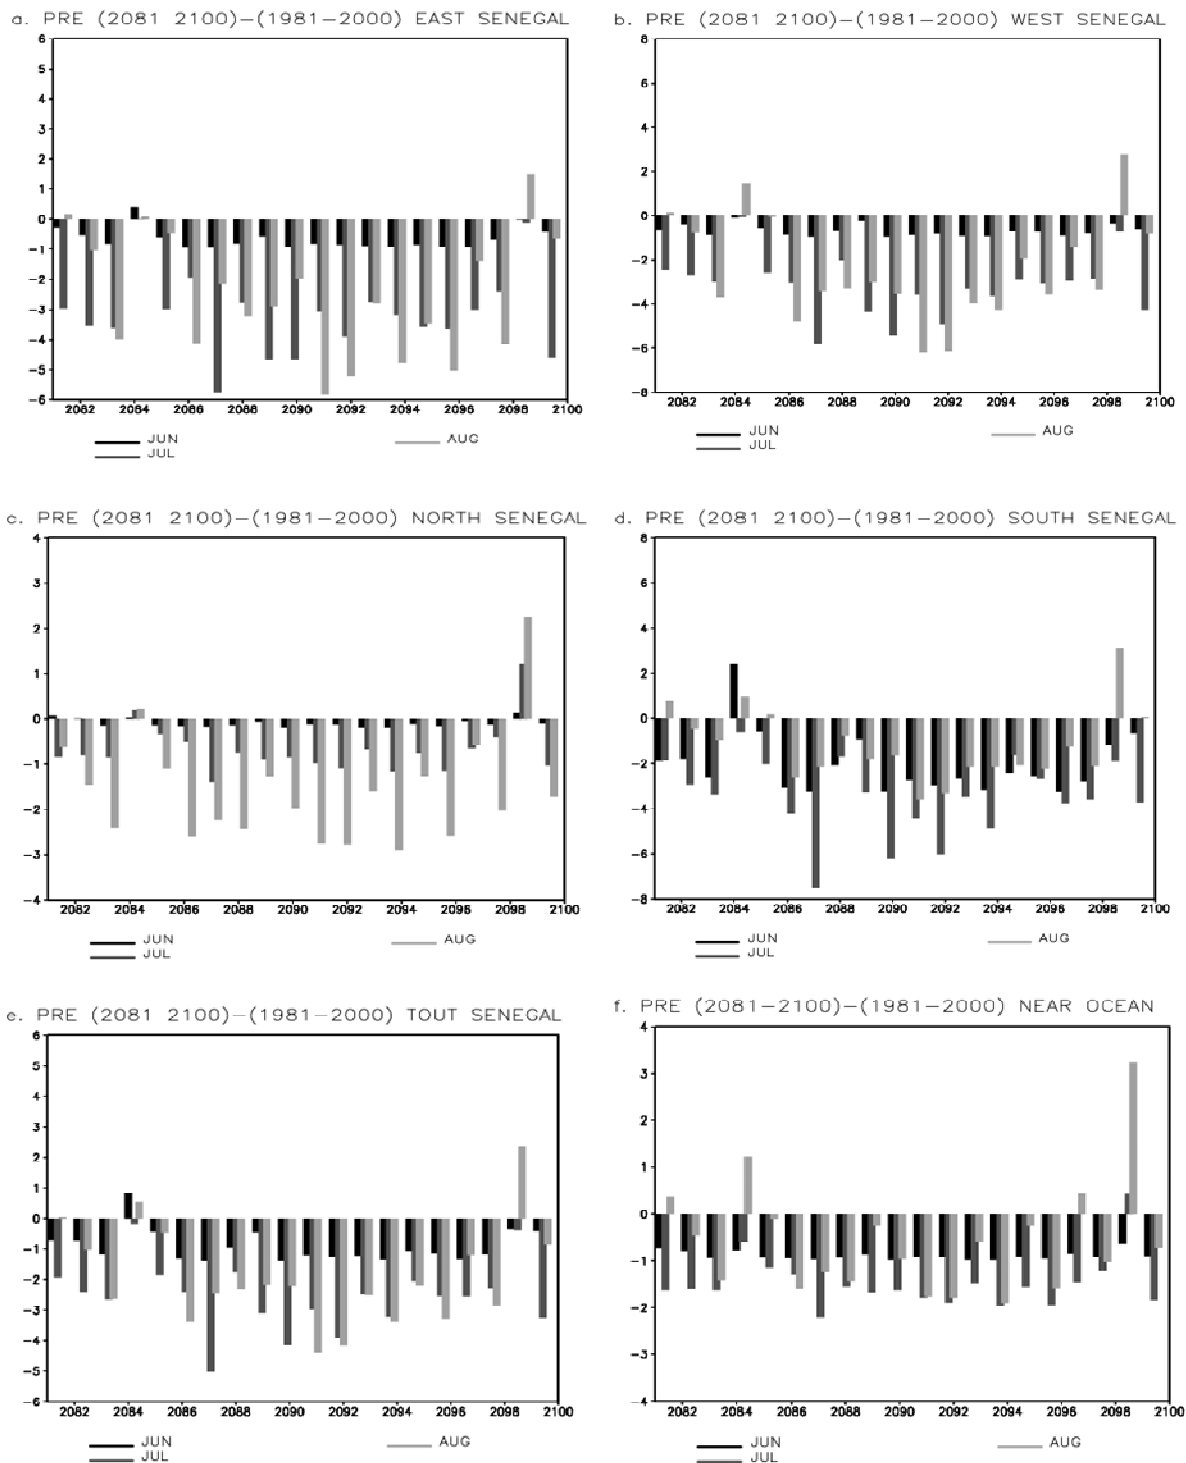 a. PRE (2081 2100)−(1981−2000) EAST SENEGAL
6
5
4
3
2
1
0
−1
−2
−3
−4
−5
−6
2082 2084 2086 2088 2090 2092 2094 2096 2098 2100
JUN AUG
JUL
b. PRE (2081 2100)−(1981−2000) WEST SENEGAL
8
6
4
2
0
−2
−4
−6
−8
2082 2084 2086 2088 2090 2092 2094 2096 2098 2100
JUN AUG
JUL
c. PRE (2081 2100)−(1981−2000) NORTH SENEGAL
4
3
2
1
0
−1
−2
−3
−4
2082 2084 2086 2088 2090 2092 2094 2096 2098 2100
JUN AUG
JUL
d. PRE (2081 2100)−(1981−2000) SOUTH SENEGAL
8
6
4
2
0
−2
−4
−6
−8
2082 2084 2086 2088 2090 2092 2094 2096 2098 2100
JUN AUG
JUL
e. PRE (2081 2100)−(1981−2000) TOUT SENEGAL
6
5
4
3
2
1
0
−1
−2
−3
−4
−5
−6
2082 2084 2086 2088 2090 2092 2094 2096 2098 2100
JUN AUG
JUL
f. PRE (2081−2100)−(1981−2000) NEAR OCEAN
4
3
2
1
0
−1
−2
−3
−4
2082 2084 2086 2088 2090 2092 2094 2096 2098 2100
JUN AUG
JUL